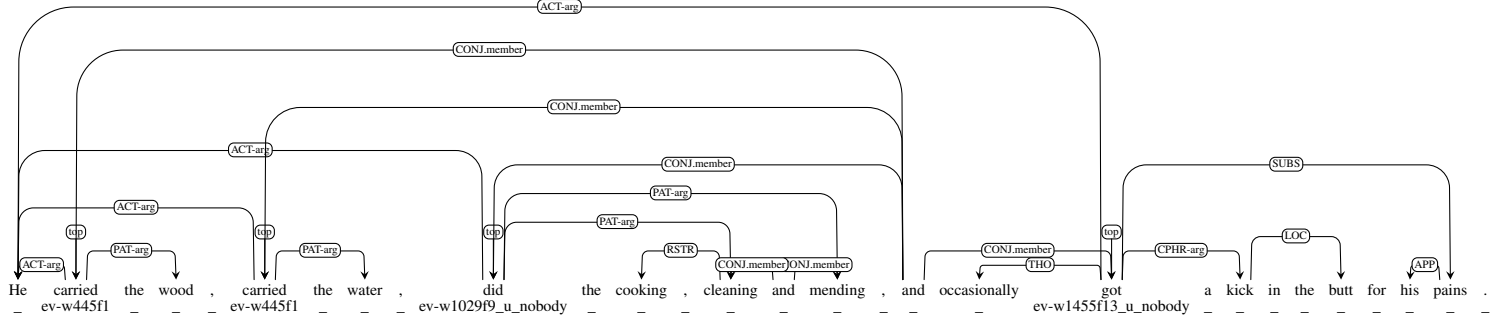 ACT-arg
CONJ.member
CONJ.member
ACT-arg CONJ.member SUBS
PAT-arg
ACT-arg PAT-arg
top top top top
PAT-arg PAT-arg RSTR CONJ.member CPHR-arg LOC
ACT-arg CONJ.member ONJ.member THO APP
He carried the wood , carried the water , did the cooking , cleaning and mending , and occasionally got a kick in the butt for his pains .
_ ev-w445f1 _ _ _ ev-w445f1 _ _ _ ev-w1029f9_u_nobody _ _ _ _ _ _ _ _ _ ev-w1455f13_u_nobody _ _ _ _ _ _ _ _ _